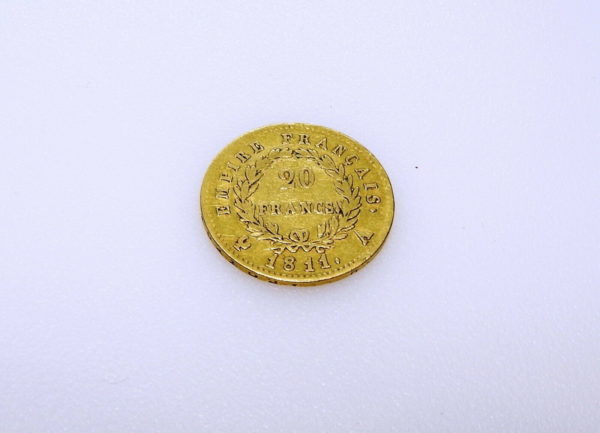 EMPIRE FRANÇAIS.
20
FRANCS
1811.
A